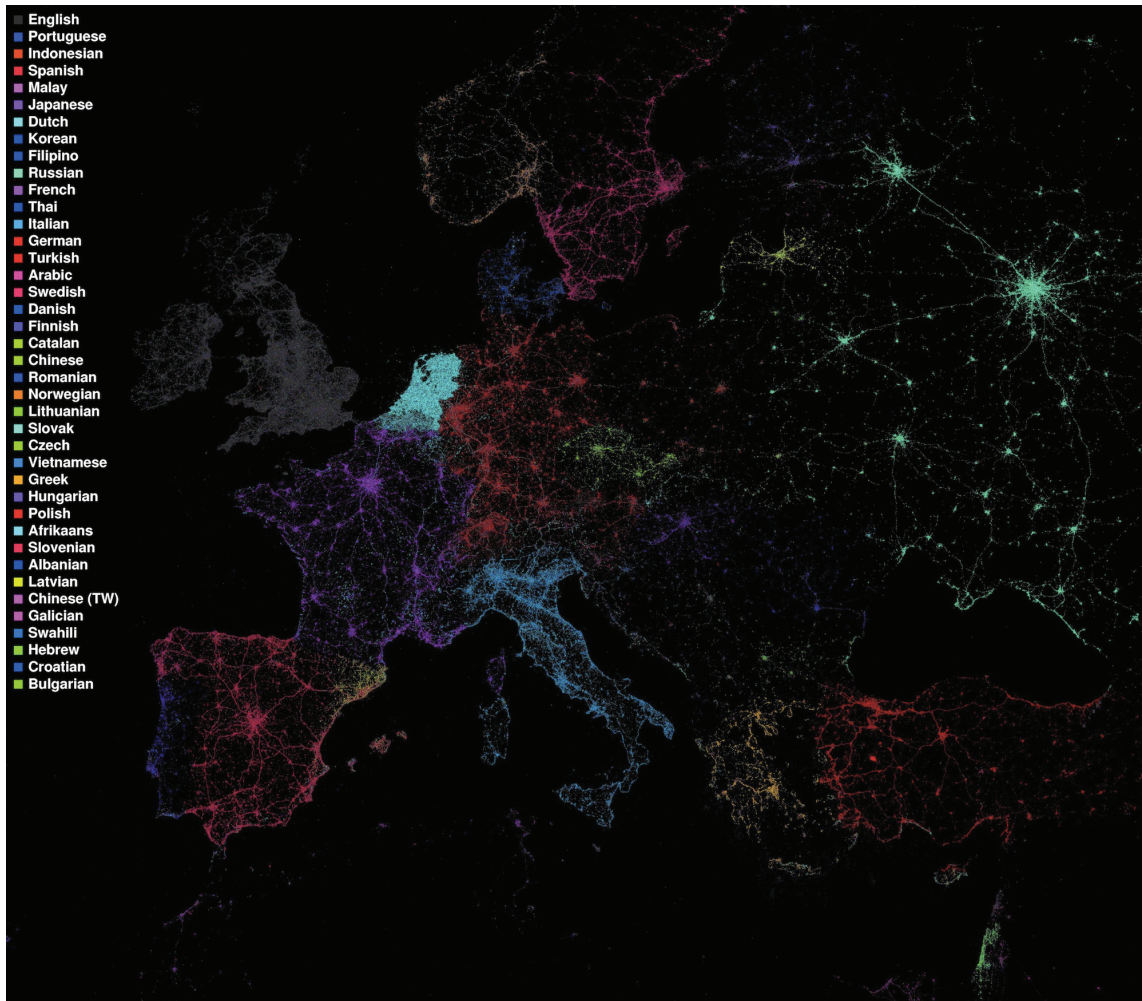 English
Portuguese
Indonesian
Spanish
Malay
Japanese
Dutch
Korean
Filipino
Russian
French
Thai
Italian
German
Turkish
Arabic
Swedish
Danish
Finnish
Catalan
Chinese
Romanian
Norwegian
Lithuanian
Slovak
Czech
Vietnamese
Greek
Hungarian
Polish
Afrikaans
Slovenian
Albanian
Latvian
Chinese (TW)
Galician
Swahili
Hebrew
Croatian
Bulgarian